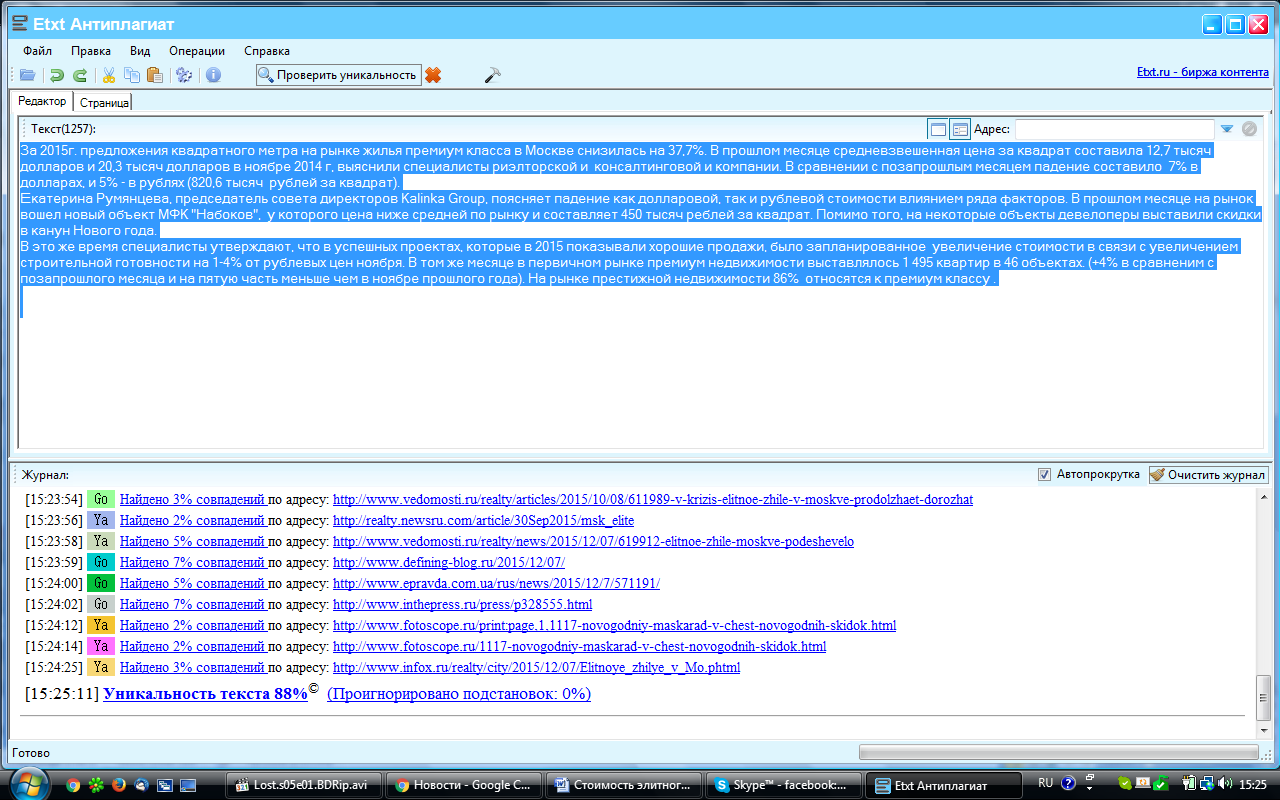 Etxt Антиплагиат
Файл Правка Вид Операции Справка
Проверить уникальность
Etxt.ru - биржа контента
Редактор Страница
Текст(1257): Адрес:
За 2015г. предложения квадратного метра на рынке жилья премиум класса в Москве снизилась на 37,7%. В прошлом месяце средневзвешенная цена за квадрат составила 12,7 тысяч
долларов и 20,3 тысяч долларов в ноябре 2014 г, выяснили специалисты риэлторской и  консалтинговой и компании. В сравнении с позапрошлым месяцем падение составило  7% в
долларах, и 5% - в рублях (820,6 тысяч  рублей за квадрат).
Екатерина Румянцева, председатель совета директоров Kalinka Group, поясняет падение как долларовой, так и рублевой стоимости влиянием ряда факторов. В прошлом месяце на рынок
вошел новый объект МФК "Набоков",  у которого цена ниже средней по рынку и составляет 450 тысяч реблей за квадрат. Помимо того, на некоторые объекты девелоперы выставили скидки
в канун Нового года.
В это же время специалисты утверждают, что в успешных проектах, которые в 2015 показывали хорошие продажи, было запланированное  увеличение стоимости в связи с увеличением
строительной готовности на 1-4% от рублевых цен ноября. В том же месяце в первичном рынке премиум недвижимости выставлялось 1 495 квартир в 46 объектах. (+4% в сравненим с
позапрошлого месяца и на пятую часть меньше чем в ноябре прошлого года). На рынке престижной недвижимости 86%  относятся к премиум классу .
Журнал: Автопрокрутка Очистить журнал
[15:23:54] Go Найдено 3% совпадений по адресу: http://www.vedomosti.ru/realty/articles/2015/10/08/611989-v-krizis-elitnoe-zhile-v-moskve-prodolzhaet-dorozhat
[15:23:56] Ya Найдено 2% совпадений по адресу: http://realty.newsru.com/article/30Sep2015/msk_elite
[15:23:58] Ya Найдено 5% совпадений по адресу: http://www.vedomosti.ru/realty/news/2015/12/07/619912-elitnoe-zhile-moskve-podeshevelo
[15:23:59] Go Найдено 7% совпадений по адресу: http://www.defining-blog.ru/2015/12/07/
[15:24:00] Go Найдено 5% совпадений по адресу: http://www.epravda.com.ua/rus/news/2015/12/7/571191/
[15:24:02] Go Найдено 7% совпадений по адресу: http://www.inthepress.ru/press/p328555.html
[15:24:12] Ya Найдено 2% совпадений по адресу: http://www.fotoscope.ru/print:page,1,1117-novogodniy-maskarad-v-chest-novogodnih-skidok.html
[15:24:14] Ya Найдено 2% совпадений по адресу: http://www.fotoscope.ru/1117-novogodniy-maskarad-v-chest-novogodnih-skidok.html
[15:24:25] Ya Найдено 3% совпадений по адресу: http://www.infox.ru/realty/city/2015/12/07/Elitnoye_zhilye_v_Mo.phtml
[15:25:11] Уникальность текста 88%© (Проигнорировано подстановок: 0%)
Готово
Lost.s05e01.BDRip.avi Новости - Google C... Стоимость элитног... Skype™ - facebook:... Etxt Антиплагиат RU 15:25